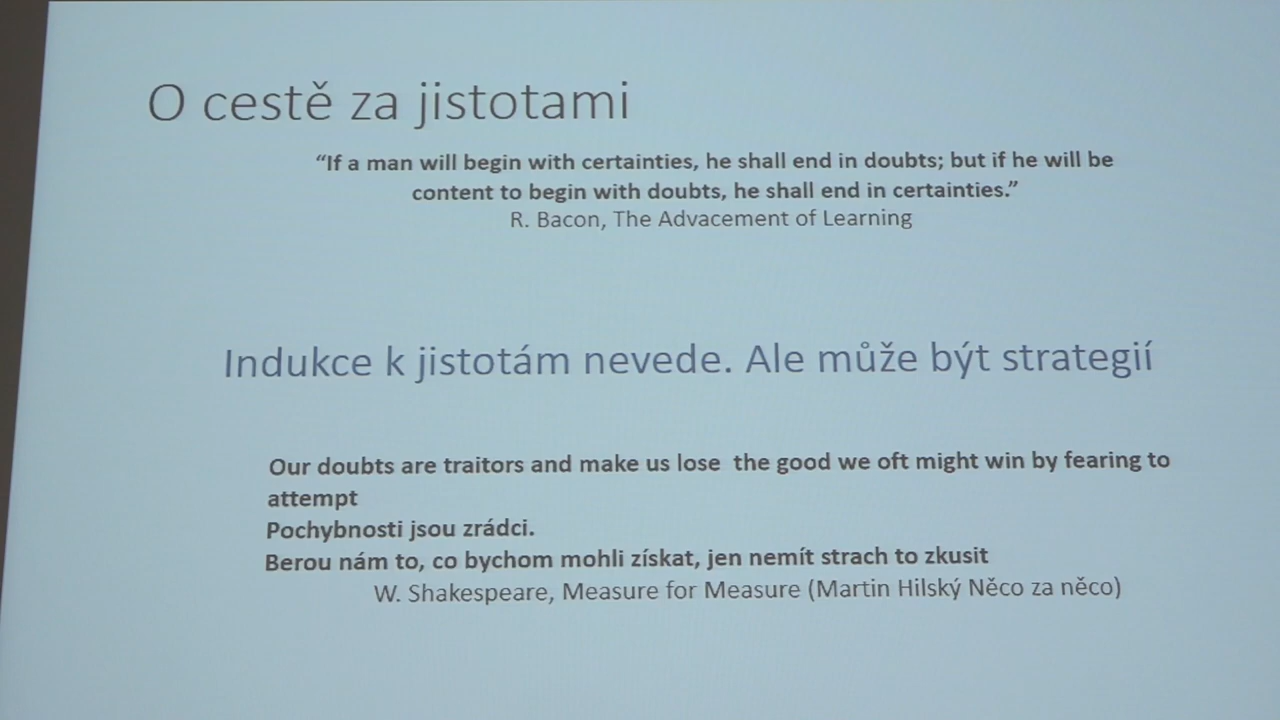 O cestě za jistotami
“If a man will begin with certainties, he shall end in doubts; but if he will be
content to begin with doubts, he shall end in certainties.”
R. Bacon, The Advacement of Learning
Indukce k jistotám nevede. Ale může být strategií
Our doubts are traitors and make us lose  the good we oft might win by fearing to
attempt
Pochybnosti jsou zrádci.
Berou nám to, co bychom mohli získat, jen nemít strach to zkusit
W. Shakespeare, Measure for Measure (Martin Hilský Něco za něco)